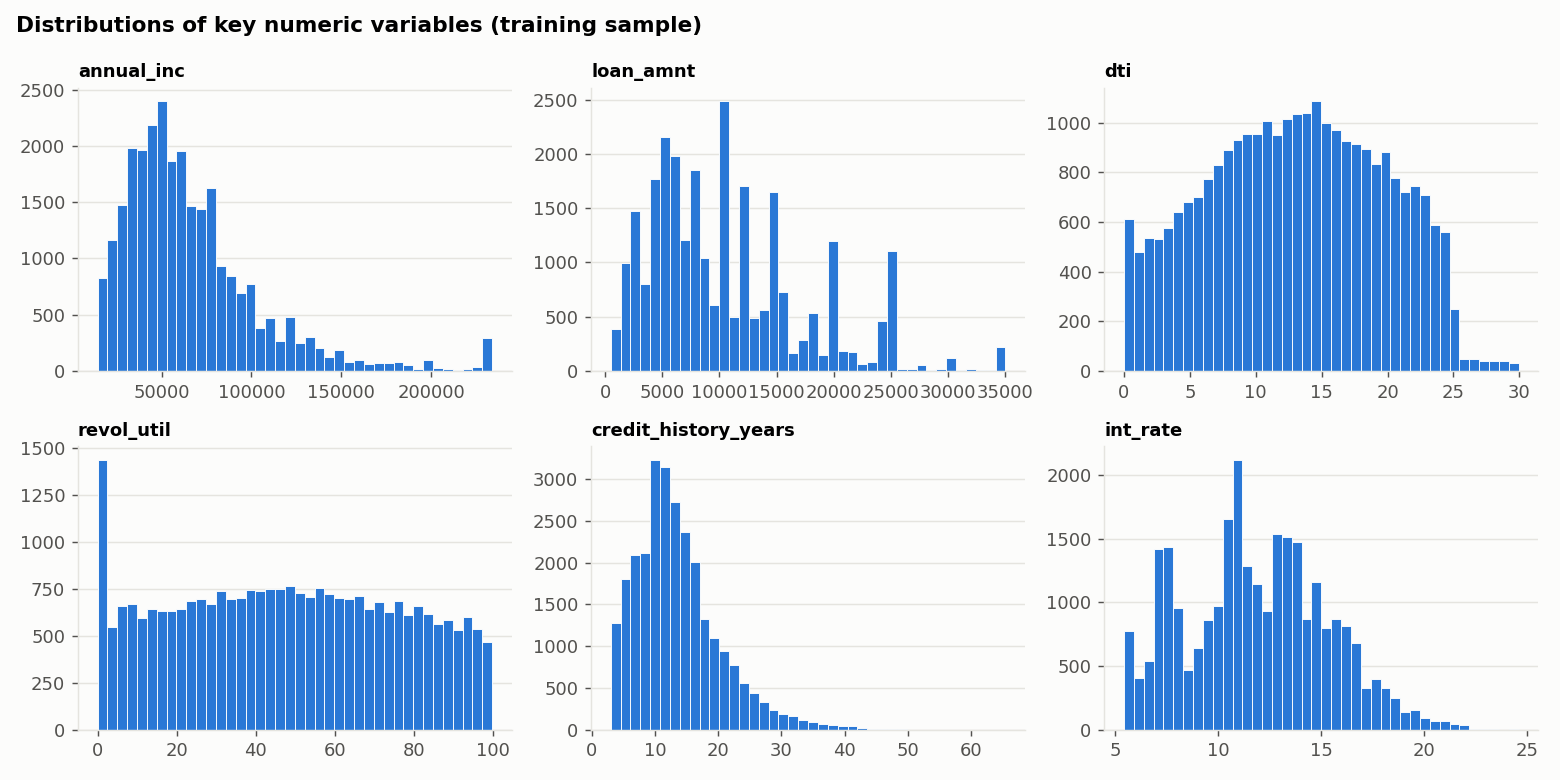 Distributions of key numeric variables (training sample)
annual_inc
2500
2000
1500
1000
500
0
50000 100000 150000 200000
loan_amnt
2500
2000
1500
1000
500
0
0 5000 10000 15000 20000 25000 30000 35000
dti
1000
800
600
400
200
0
0 5 10 15 20 25 30
revol_util
1500
1250
1000
750
500
250
0
0 20 40 60 80 100
credit_history_years
3000
2500
2000
1500
1000
500
0
0 10 20 30 40 50 60
int_rate
2000
1500
1000
500
0
5 10 15 20 25